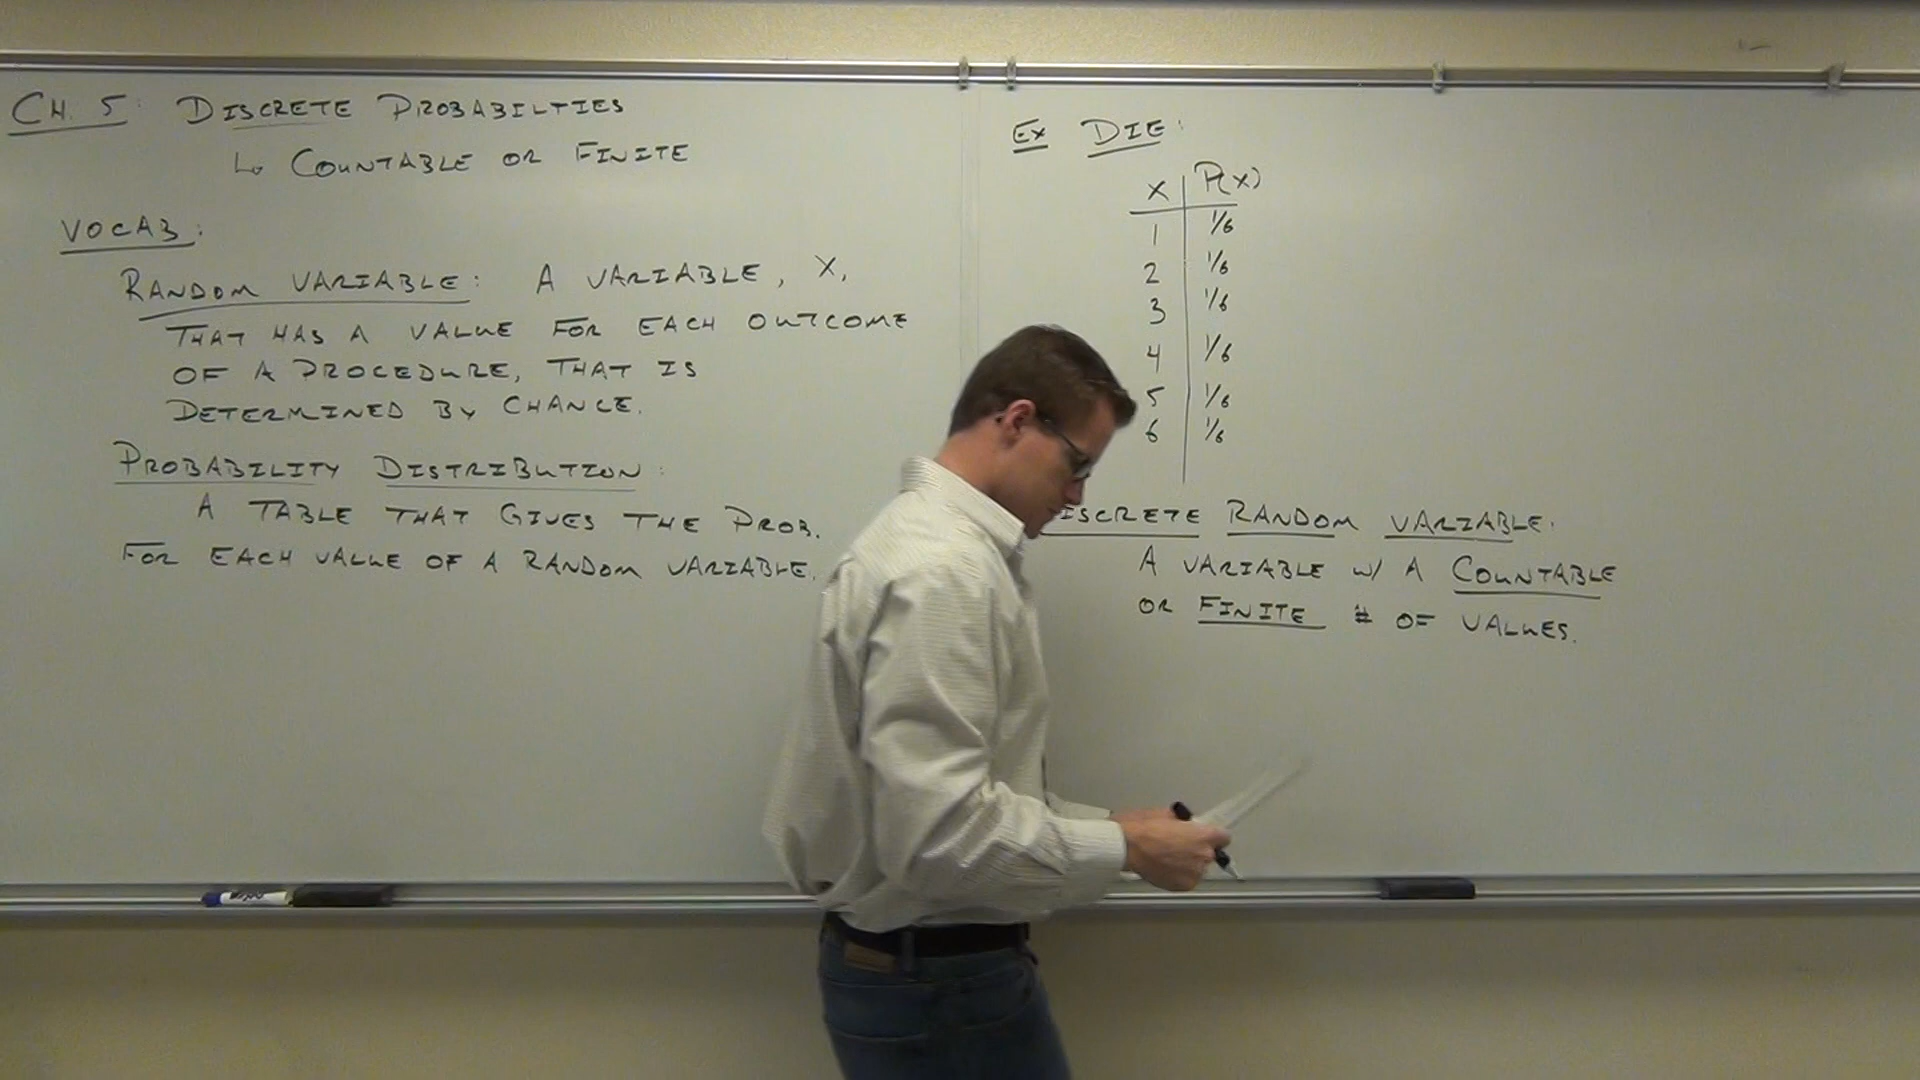 CH. 5: DISCRETE PROBABILTIES
↳ COUNTABLE OR FINITE
VOCAB:
RANDOM VARIABLE: A VARIABLE, X,
THAT HAS A VALUE FOR EACH OUTCOME
OF A PROCEDURE, THAT IS
DETERMINED BY CHANCE.
PROBABILITY DISTRIBUTION:
A TABLE THAT GIVES THE PROB.
FOR EACH VALUE OF A RANDOM VARIABLE.
EX DIE:
X P(X)
1 1/6
2 1/6
3 1/6
4 1/6
5 1/6
6 1/6
ISCRETE RANDOM VARIABLE:
A VARIABLE W/ A COUNTABLE
OR FINITE # OF VALUES.